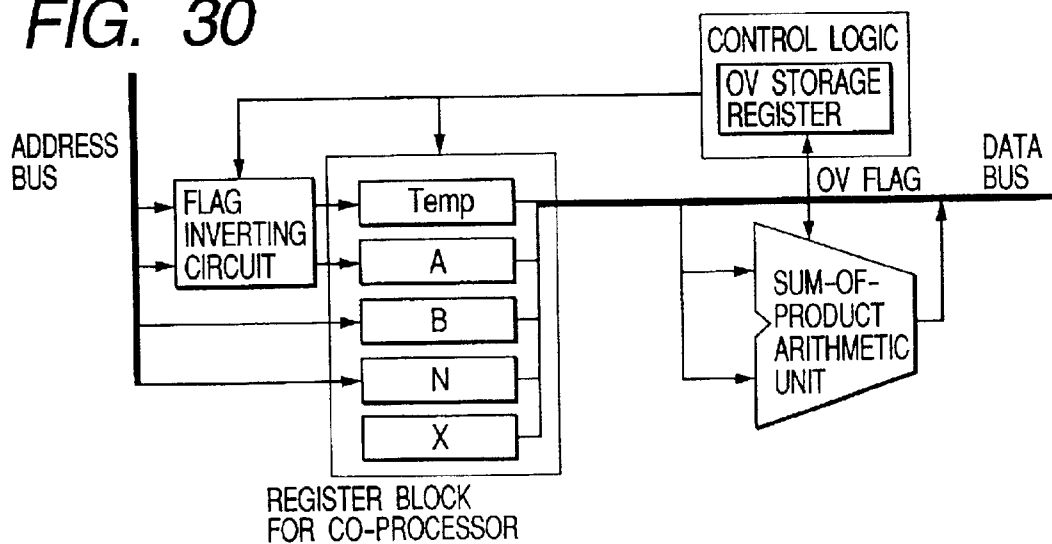 FIG. 30
CONTROL LOGIC
OV STORAGE
REGISTER
ADDRESS
BUS
DATA
BUS
OV FLAG
FLAG
INVERTING
CIRCUIT
Temp
A
B
N
X
SUM-OF-
PRODUCT
ARITHMETIC
UNIT
REGISTER BLOCK
FOR CO-PROCESSOR